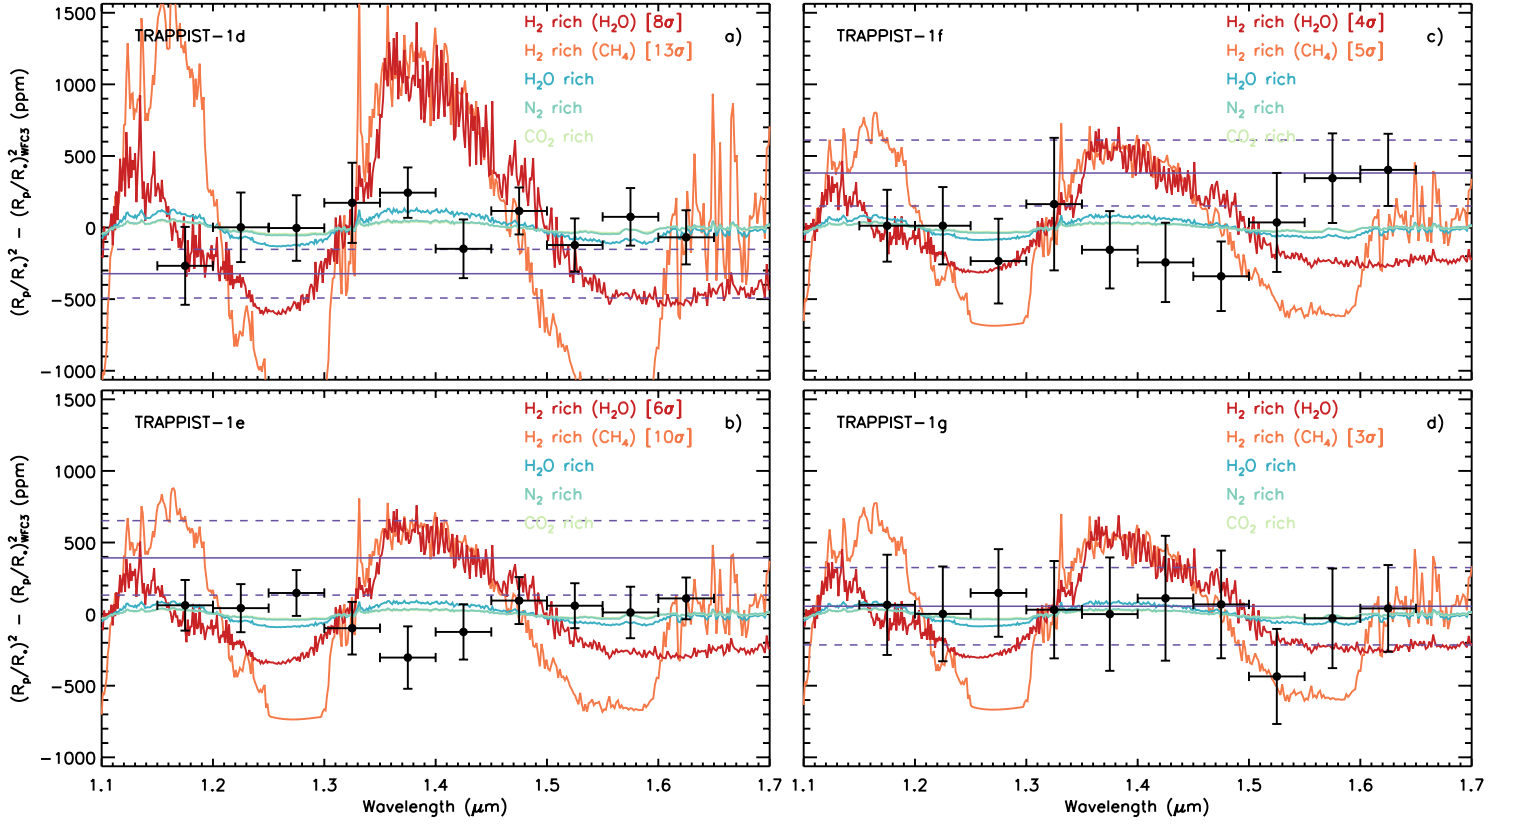 TRAPPIST-1d
a)
H₂ rich (H₂O) [8σ]
H₂ rich (CH₄) [13σ]
H₂O rich
N₂ rich
CO₂ rich
1500
1000
500
0
-500
-1000
(Rₚ/R⋆)² - (Rₚ/R⋆)²WFC3 (ppm)
TRAPPIST-1f
c)
H₂ rich (H₂O) [4σ]
H₂ rich (CH₄) [5σ]
H₂O rich
N₂ rich
CO₂ rich
TRAPPIST-1e
b)
H₂ rich (H₂O) [6σ]
H₂ rich (CH₄) [10σ]
H₂O rich
N₂ rich
CO₂ rich
1500
1000
500
0
-500
-1000
(Rₚ/R⋆)² - (Rₚ/R⋆)²WFC3 (ppm)
1.1 1.2 1.3 1.4 1.5 1.6 1.7
Wavelength (μm)
TRAPPIST-1g
d)
H₂ rich (H₂O)
H₂ rich (CH₄) [3σ]
H₂O rich
N₂ rich
CO₂ rich
1.1 1.2 1.3 1.4 1.5 1.6 1.7
Wavelength (μm)